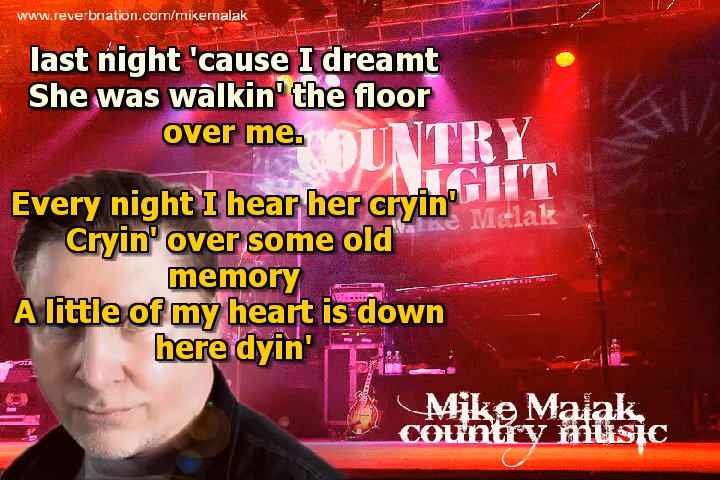 www.reverbnation.com/mikemalak
last night 'cause I dreamt
She was walkin' the floor
over me.
COUNTRY
NIGHT
Mike Malak
Every night I hear her cryin'
Cryin' over some old
memory
A little of my heart is down
here dyin'
Mike Malak
country music